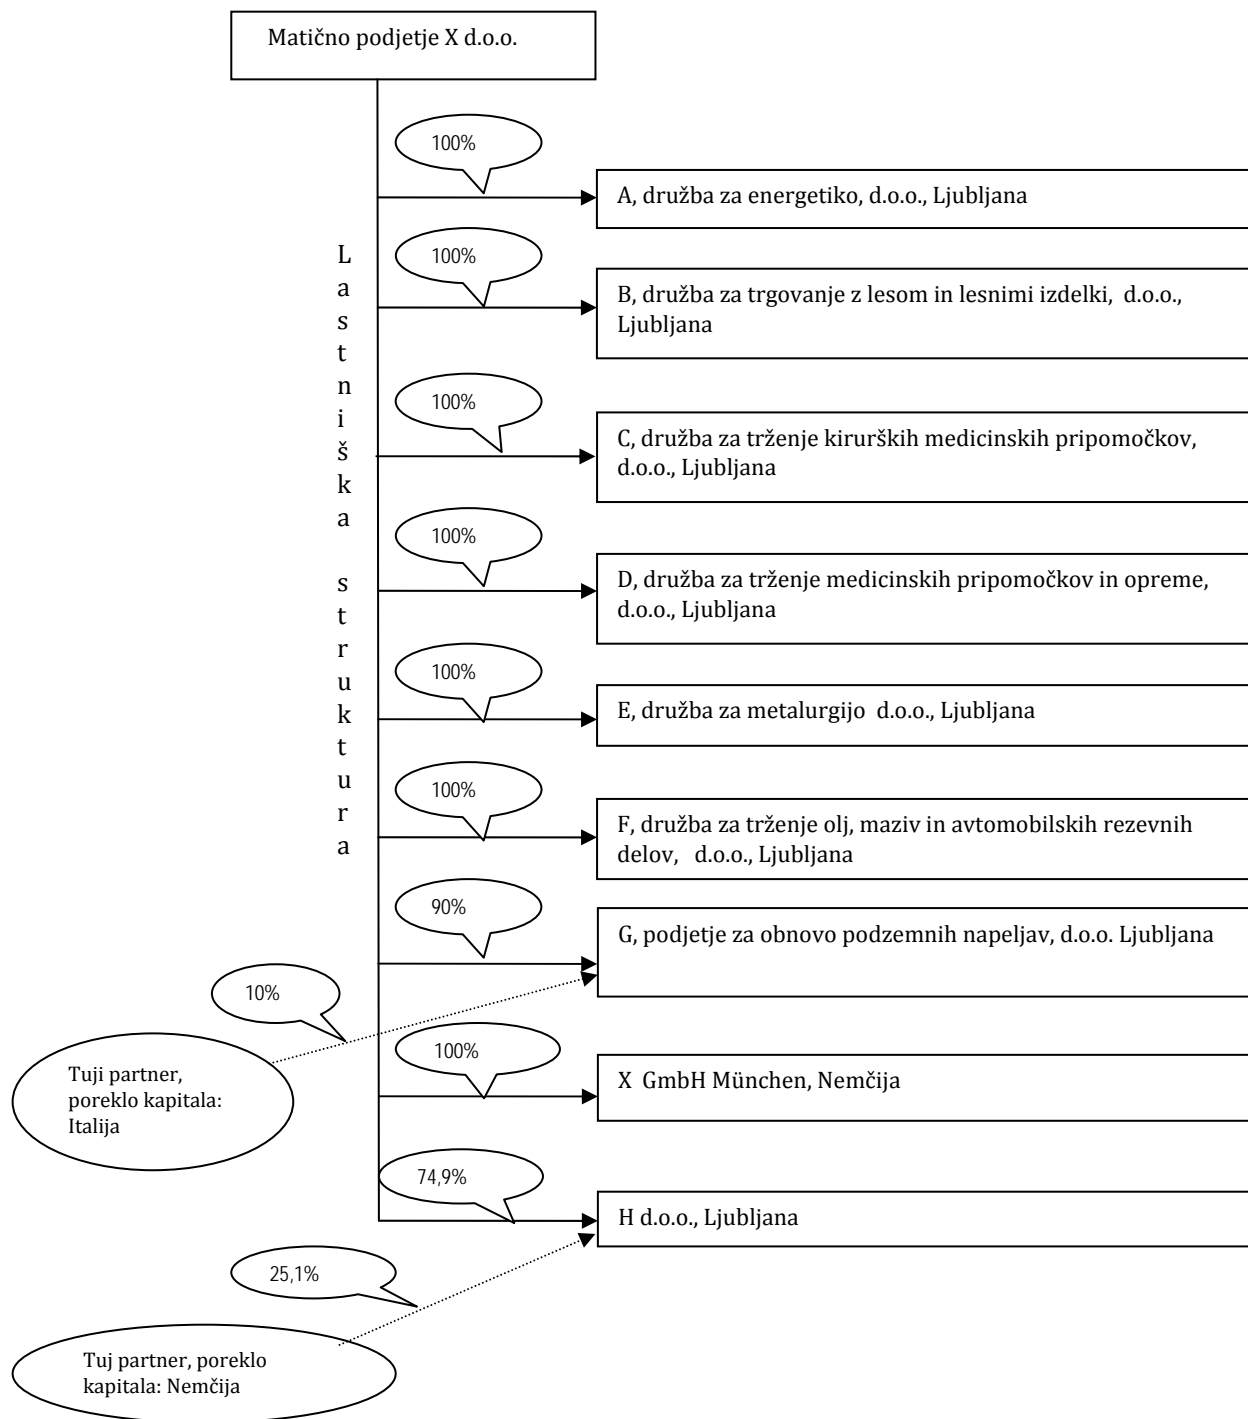 Matično podjetje X d.o.o.
100%
A, družba za energetiko, d.o.o., Ljubljana
Lastniška struktura
100%
B, družba za trgovanje z lesom in lesnimi izdelki, d.o.o.,
Ljubljana
100%
C, družba za trženje kirurških medicinskih pripomočkov,
d.o.o., Ljubljana
100%
D, družba za trženje medicinskih pripomočkov in opreme,
d.o.o., Ljubljana
100%
E, družba za metalurgijo d.o.o., Ljubljana
100%
F, družba za trženje olj, maziv in avtomobilskih rezevnih
delov, d.o.o., Ljubljana
90%
G, podjetje za obnovo podzemnih napeljav, d.o.o. Ljubljana
10%
Tuji partner,
poreklo kapitala:
Italija
100%
X GmbH München, Nemčija
74,9%
H d.o.o., Ljubljana
25,1%
Tuj partner, poreklo
kapitala: Nemčija